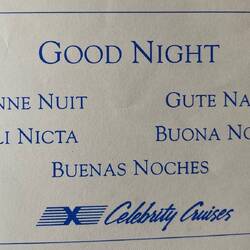 GOOD NIGHT
NNE NUIT GUTE NA
LI NICTA BUONA NO
BUENAS NOCHES
X Celebrity Cruises